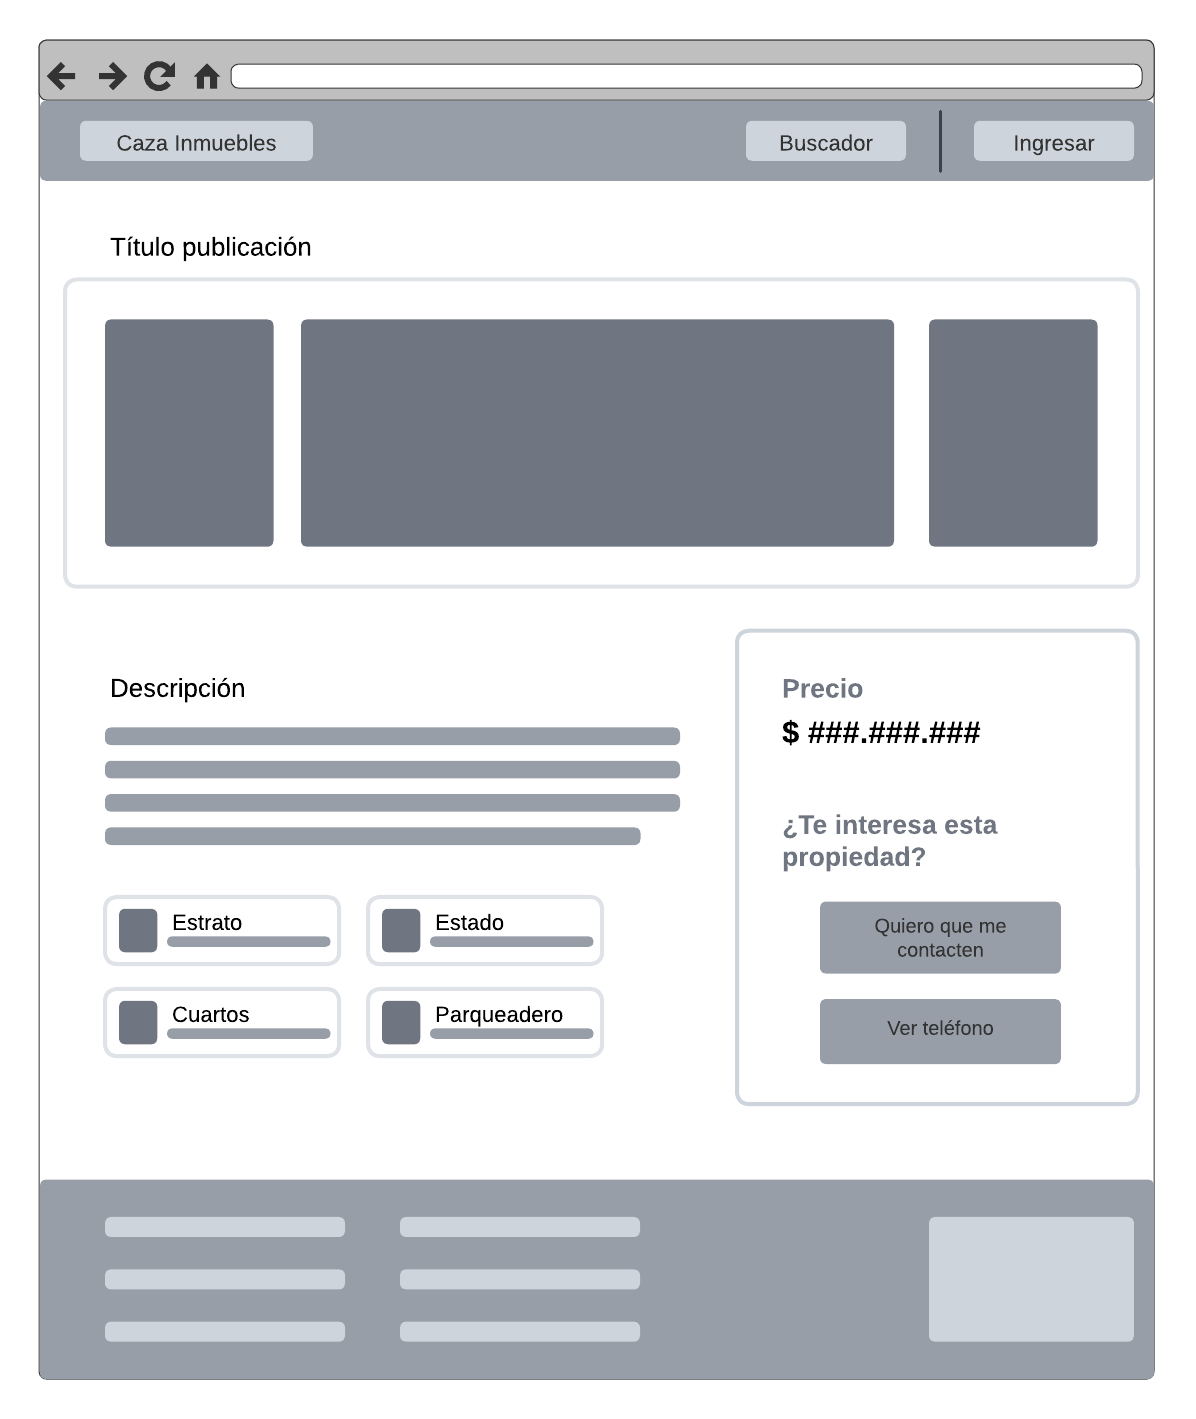 Caza Inmuebles
Buscador
Ingresar
Título publicación
Descripción
Precio
$ ###.###.###
¿Te interesa esta
propiedad?
Estrato
Estado
Cuartos
Parqueadero
Quiero que me
contacten
Ver teléfono